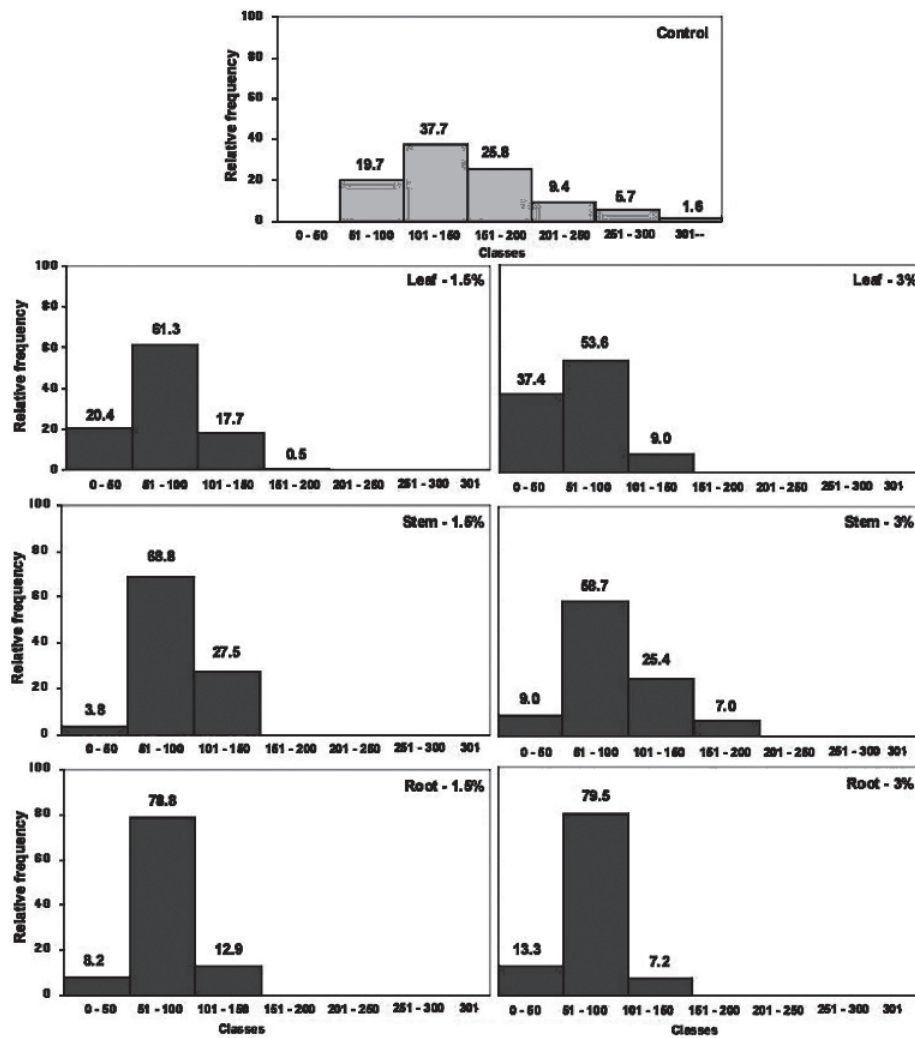 100
Control
80
Relative frequency
60
40
37.7
25.8
19.7
20
9.4
5.7
1.6
0
0 - 50 51 - 100 101 - 150 151 - 200 201 - 250 251 - 300 301--
Classes
100
Leaf - 1.5%
80
Relative frequency
61.3
60
40
20.4
20
17.7
0.5
0
0 - 50 51 - 100 101 - 150 151 - 200 201 - 250 251 - 300 301
Leaf - 3%
53.6
37.4
9.0
0 - 50 51 - 100 101 - 150 151 - 200 201 - 250 251 - 300 301
100
Stem - 1.5%
80
Relative frequency
68.8
60
40
27.5
20
3.8
0
0 - 50 51 - 100 101 - 150 151 - 200 201 - 250 251 - 300 301
Stem - 3%
58.7
25.4
9.0
7.0
0 - 50 51 - 100 101 - 150 151 - 200 201 - 250 251 - 300 301
100
Root - 1.5%
80
78.8
Relative frequency
60
40
20
8.2
12.9
0
0 - 50 51 - 100 101 - 150 151 - 200 201 - 250 251 - 300 301
Classes
Root - 3%
79.5
13.3
7.2
0 - 50 51 - 100 101 - 150 151 - 200 201 - 250 251 - 300 301
Classes